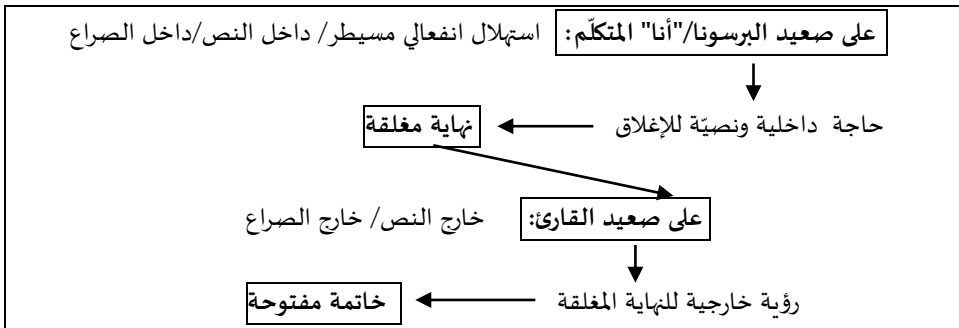 على صعيد البرسونا/"أنا" المتكلّم: استهلال انفعالي مسيطر/ داخل النص/داخل الصراع
حاجة داخلية ونصيّة للإغلاق نهاية مغلقة
على صعيد القارئ: خارج النص/ خارج الصراع
رؤية خارجية للنهاية المغلقة خاتمة مفتوحة